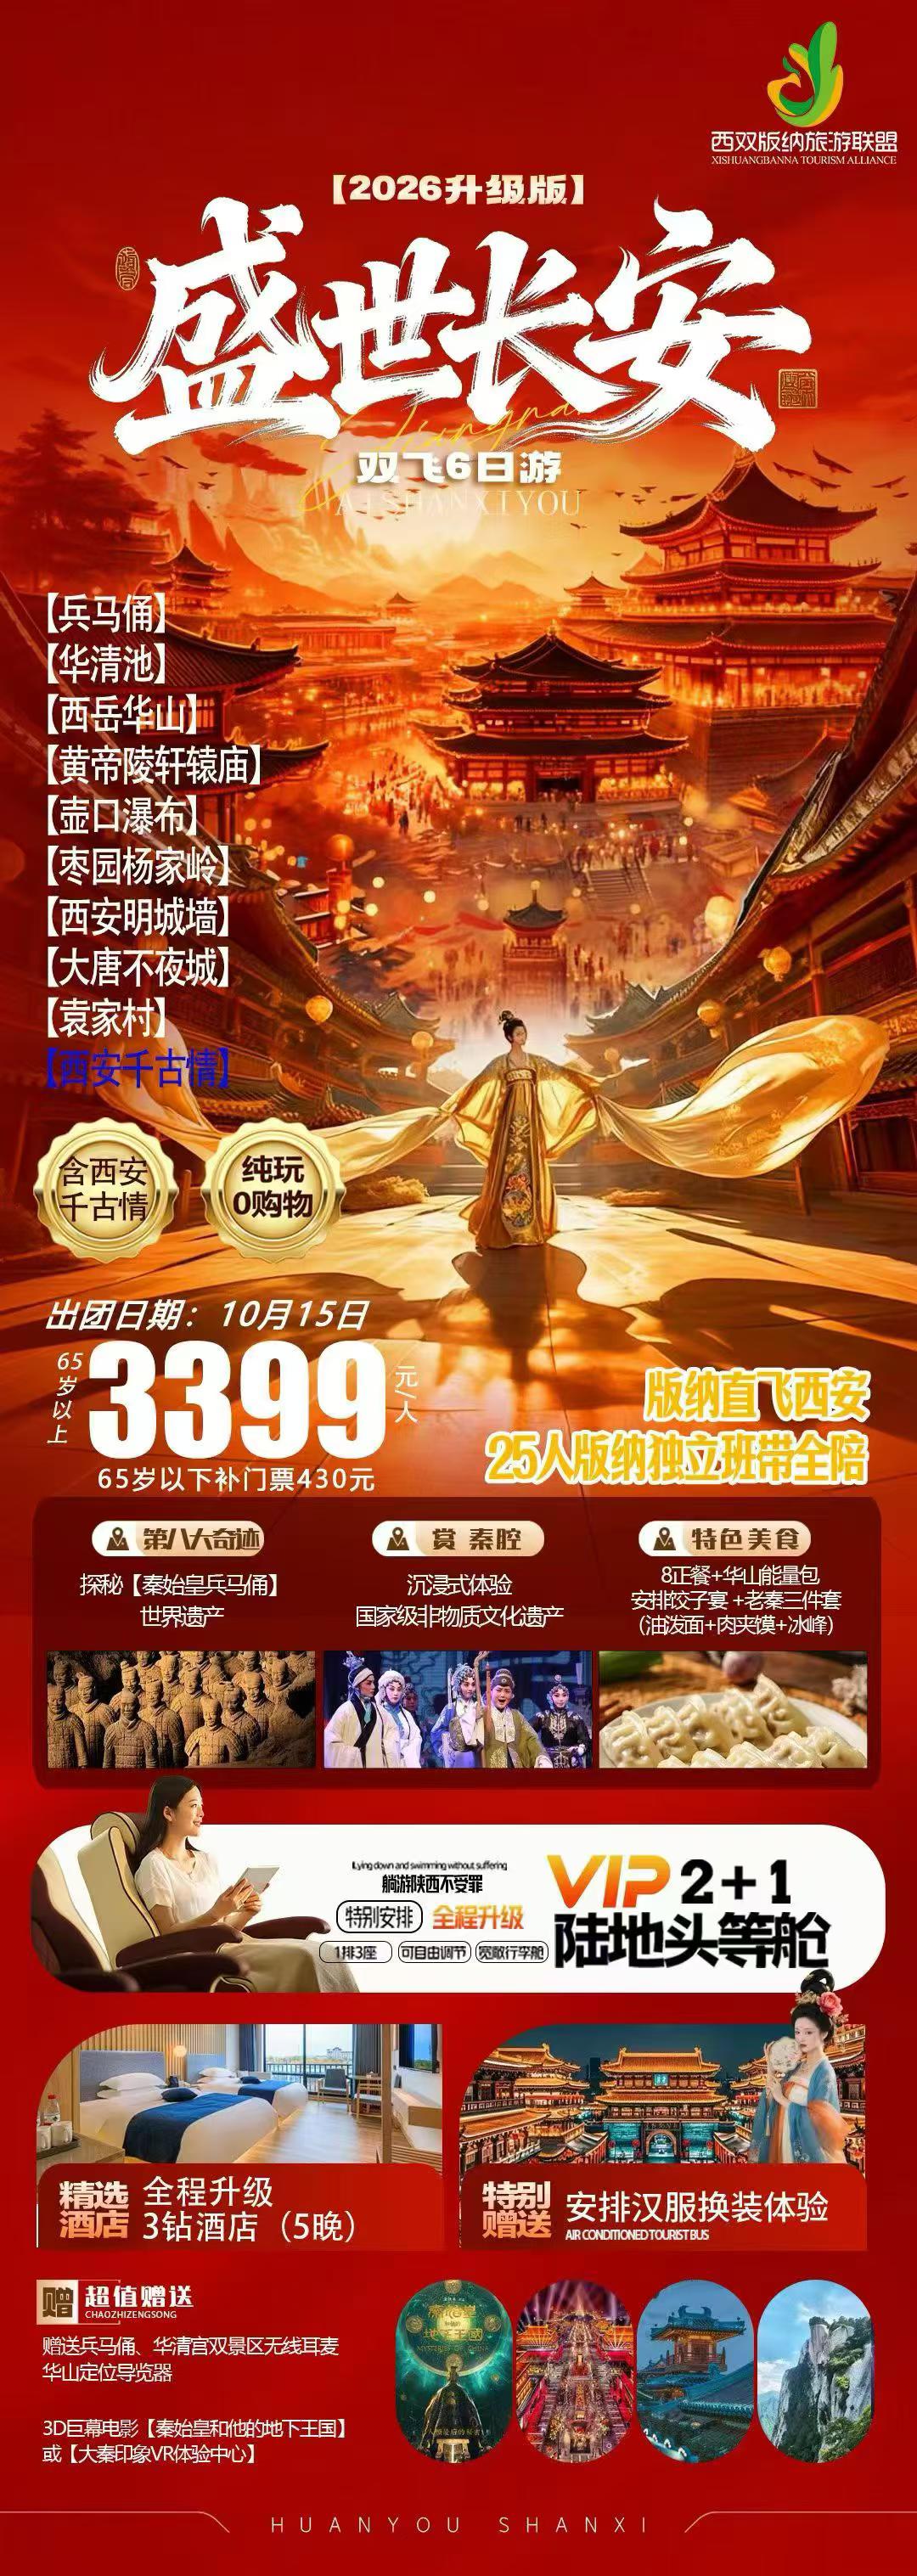 西双版纳旅游联盟
XISHUANGBANNA TOURISM ALLIANCE
【2026升级版】
盛世长安
双飞6日游
【兵马俑】
【华清池】
【西岳华山】
【黄帝陵轩辕庙】
【壶口瀑布】
【枣园杨家岭】
【西安明城墙】
【大唐不夜城】
【袁家村】
【西安千古情】
含西安
千古情
纯玩
0购物
出团日期：10月15日
65岁以上
3399元/人
65岁以下补门票430元
版纳直飞西安
25人版纳独立班带全陪
第八大奇迹
探秘【秦始皇兵马俑】
世界遗产
赏 秦腔
沉浸式体验
国家级非物质文化遗产
特色美食
8正餐+华山能量包
安排饺子宴 +老秦三件套
（油泼面+肉夹馍+冰峰）
Lying down and swimming without suffering
躺游陕西不受罪
特别安排 全程升级
1排3座 可自由调节 宽敞行李舱
VIP 2+1
陆地头等舱
精选
酒店
全程升级
3钻酒店（5晚）
特别
赠送
安排汉服换装体验
AIR CONDITIONED TOURIST BUS
赠 超值赠送
CHAOZHIZENGSONG
赠送兵马俑、华清宫双景区无线耳麦
华山定位导览器
3D巨幕电影【秦始皇和他的地下王国】
或【大秦印象VR体验中心】
HUANYOU SHANXI